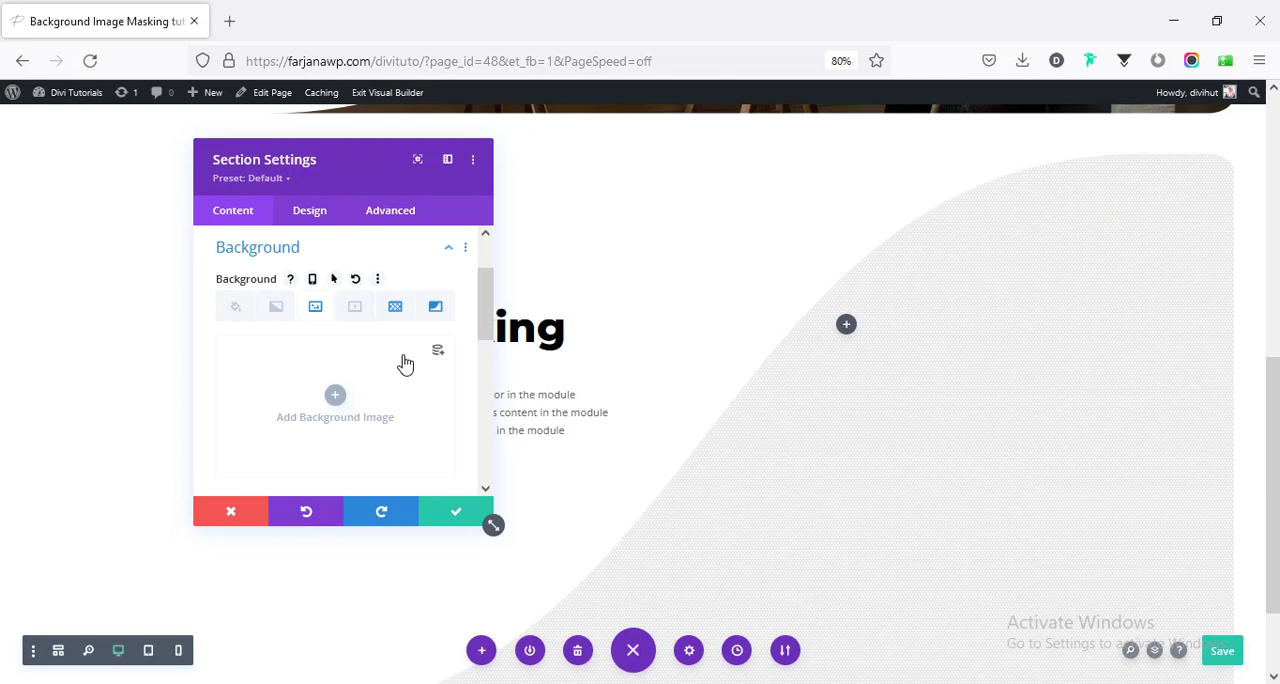 Background Image Masking tut
https://farjanawp.com/divituto/?page_id=48&et_fb=1&PageSpeed=off
80%
Divi Tutorials
1
0
New
Edit Page
Caching
Exit Visual Builder
Howdy, divihut
Section Settings
Preset: Default
Content
Design
Advanced
Background
Background
Add Background Image
ing
or in the module
s content in the module
in the module
Activate Windows
Go to Settings to activate Windows.
Save